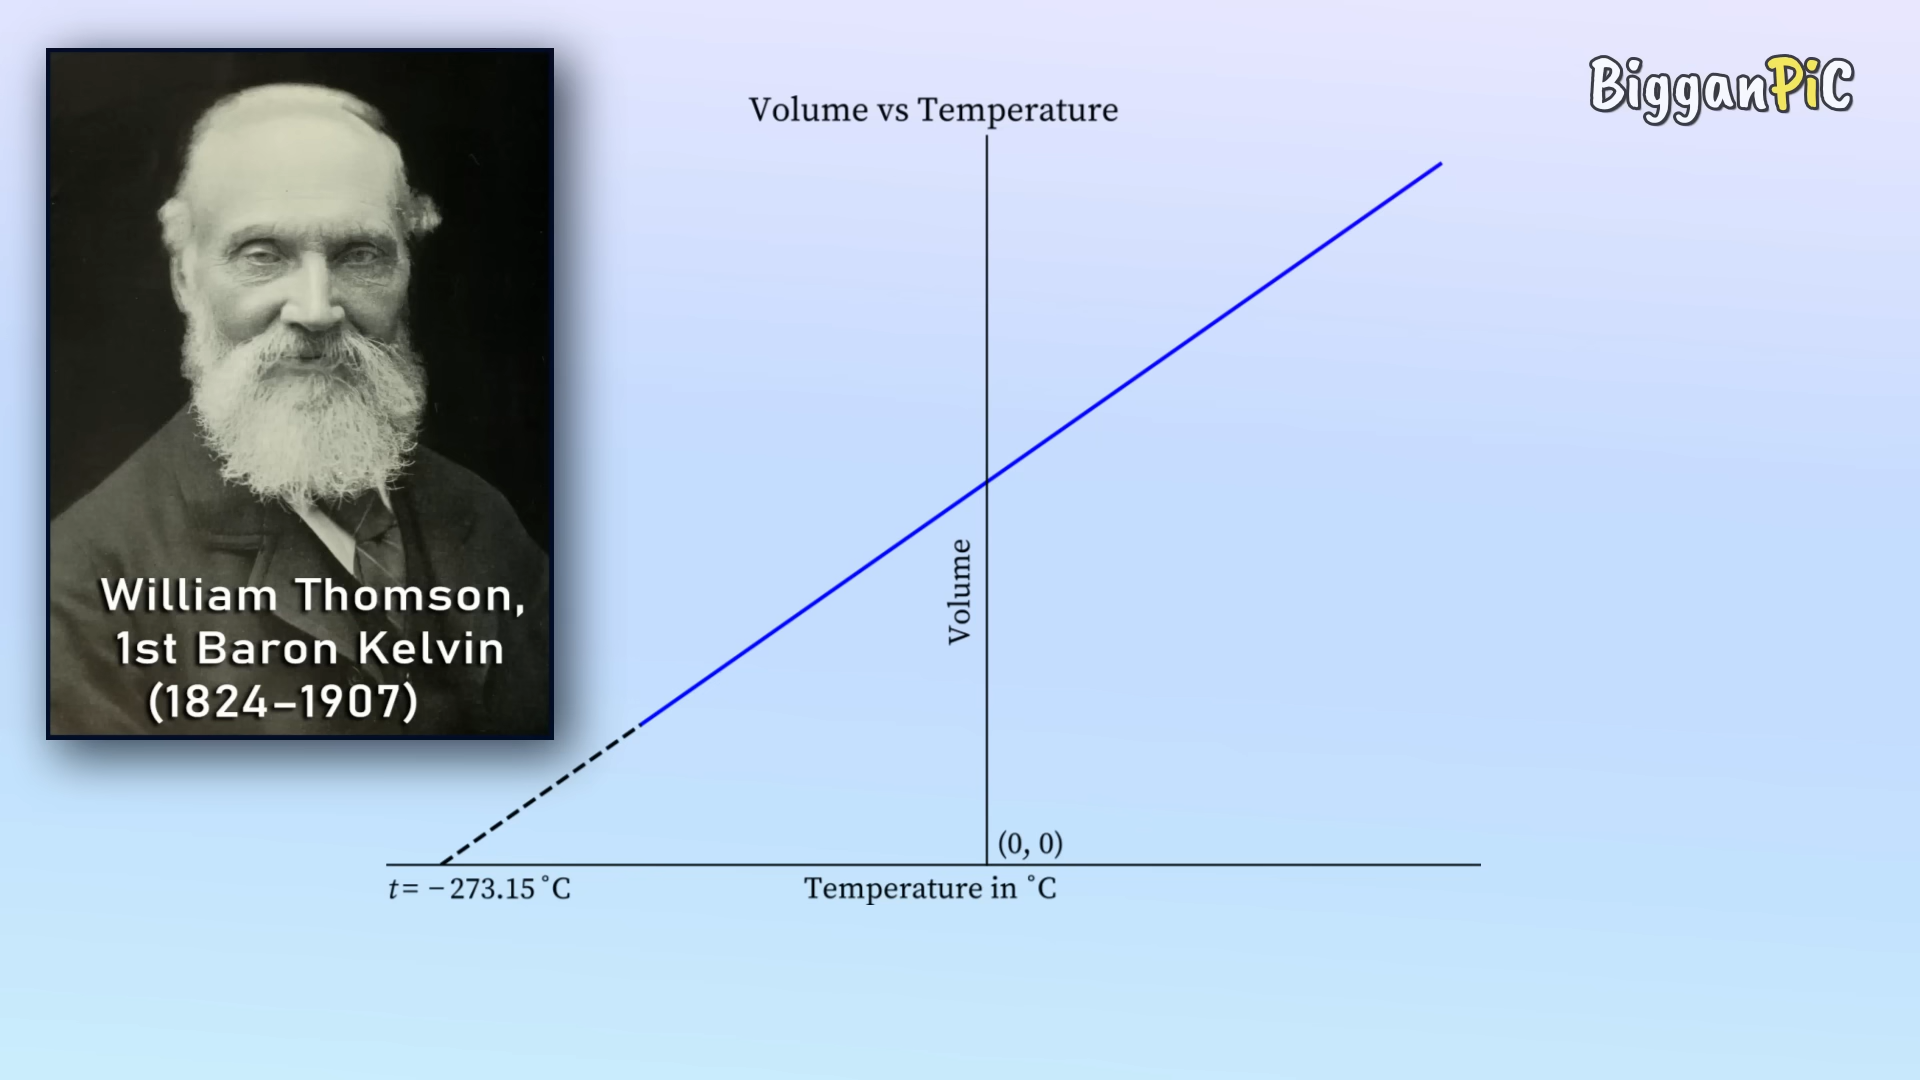 BigganPiC
Volume vs Temperature
Volume
William Thomson,
1st Baron Kelvin
(1824–1907)
(0, 0)
t = −273.15 °C
Temperature in °C